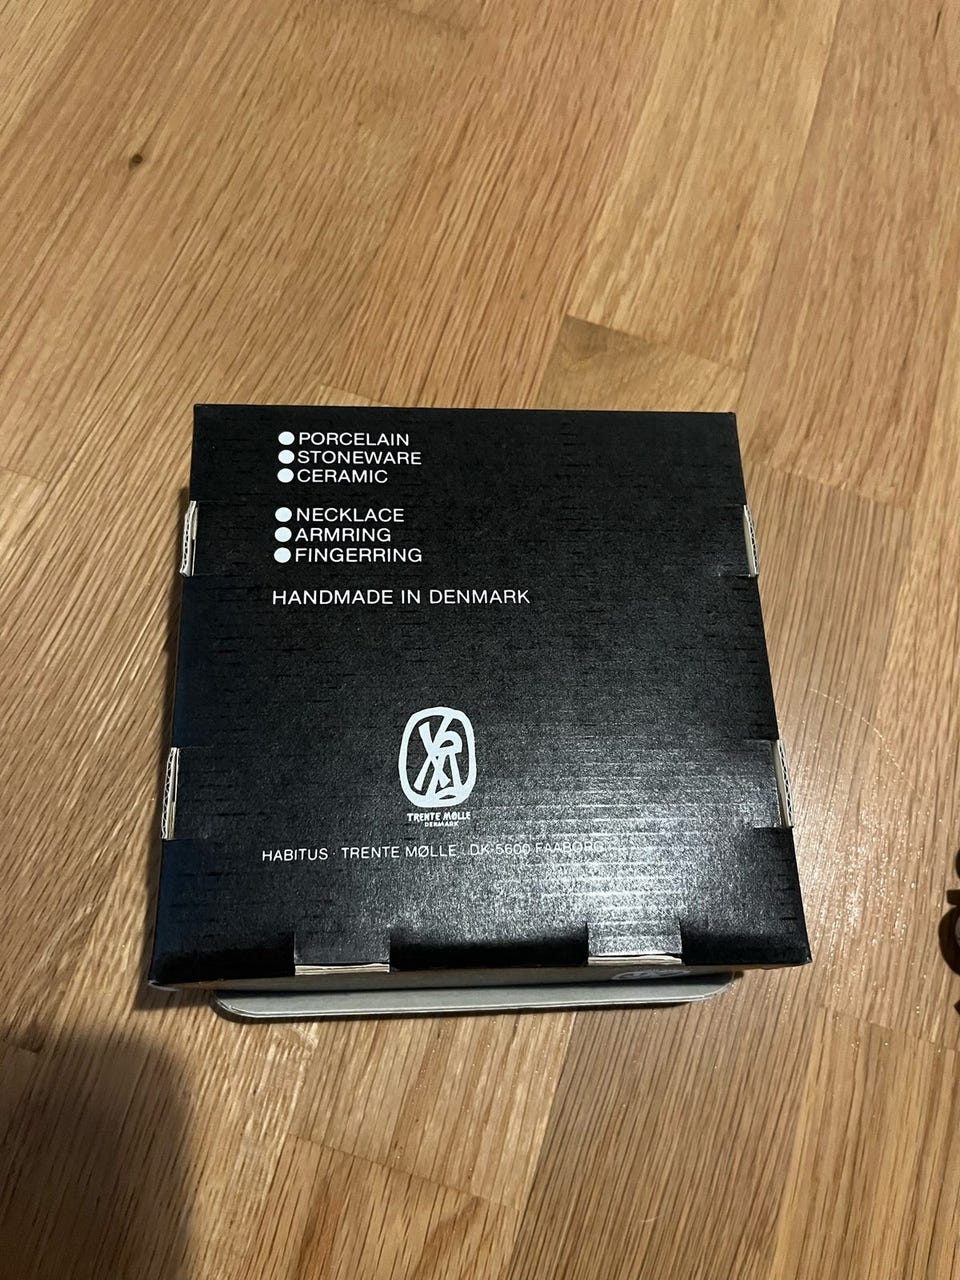 PORCELAIN
STONEWARE
CERAMIC
NECKLACE
ARMRING
FINGERRING
HANDMADE IN DENMARK
TRENTE MØLLE
DENMARK
HABITUS · TRENTE MØLLE · DK-5600 FAABORG